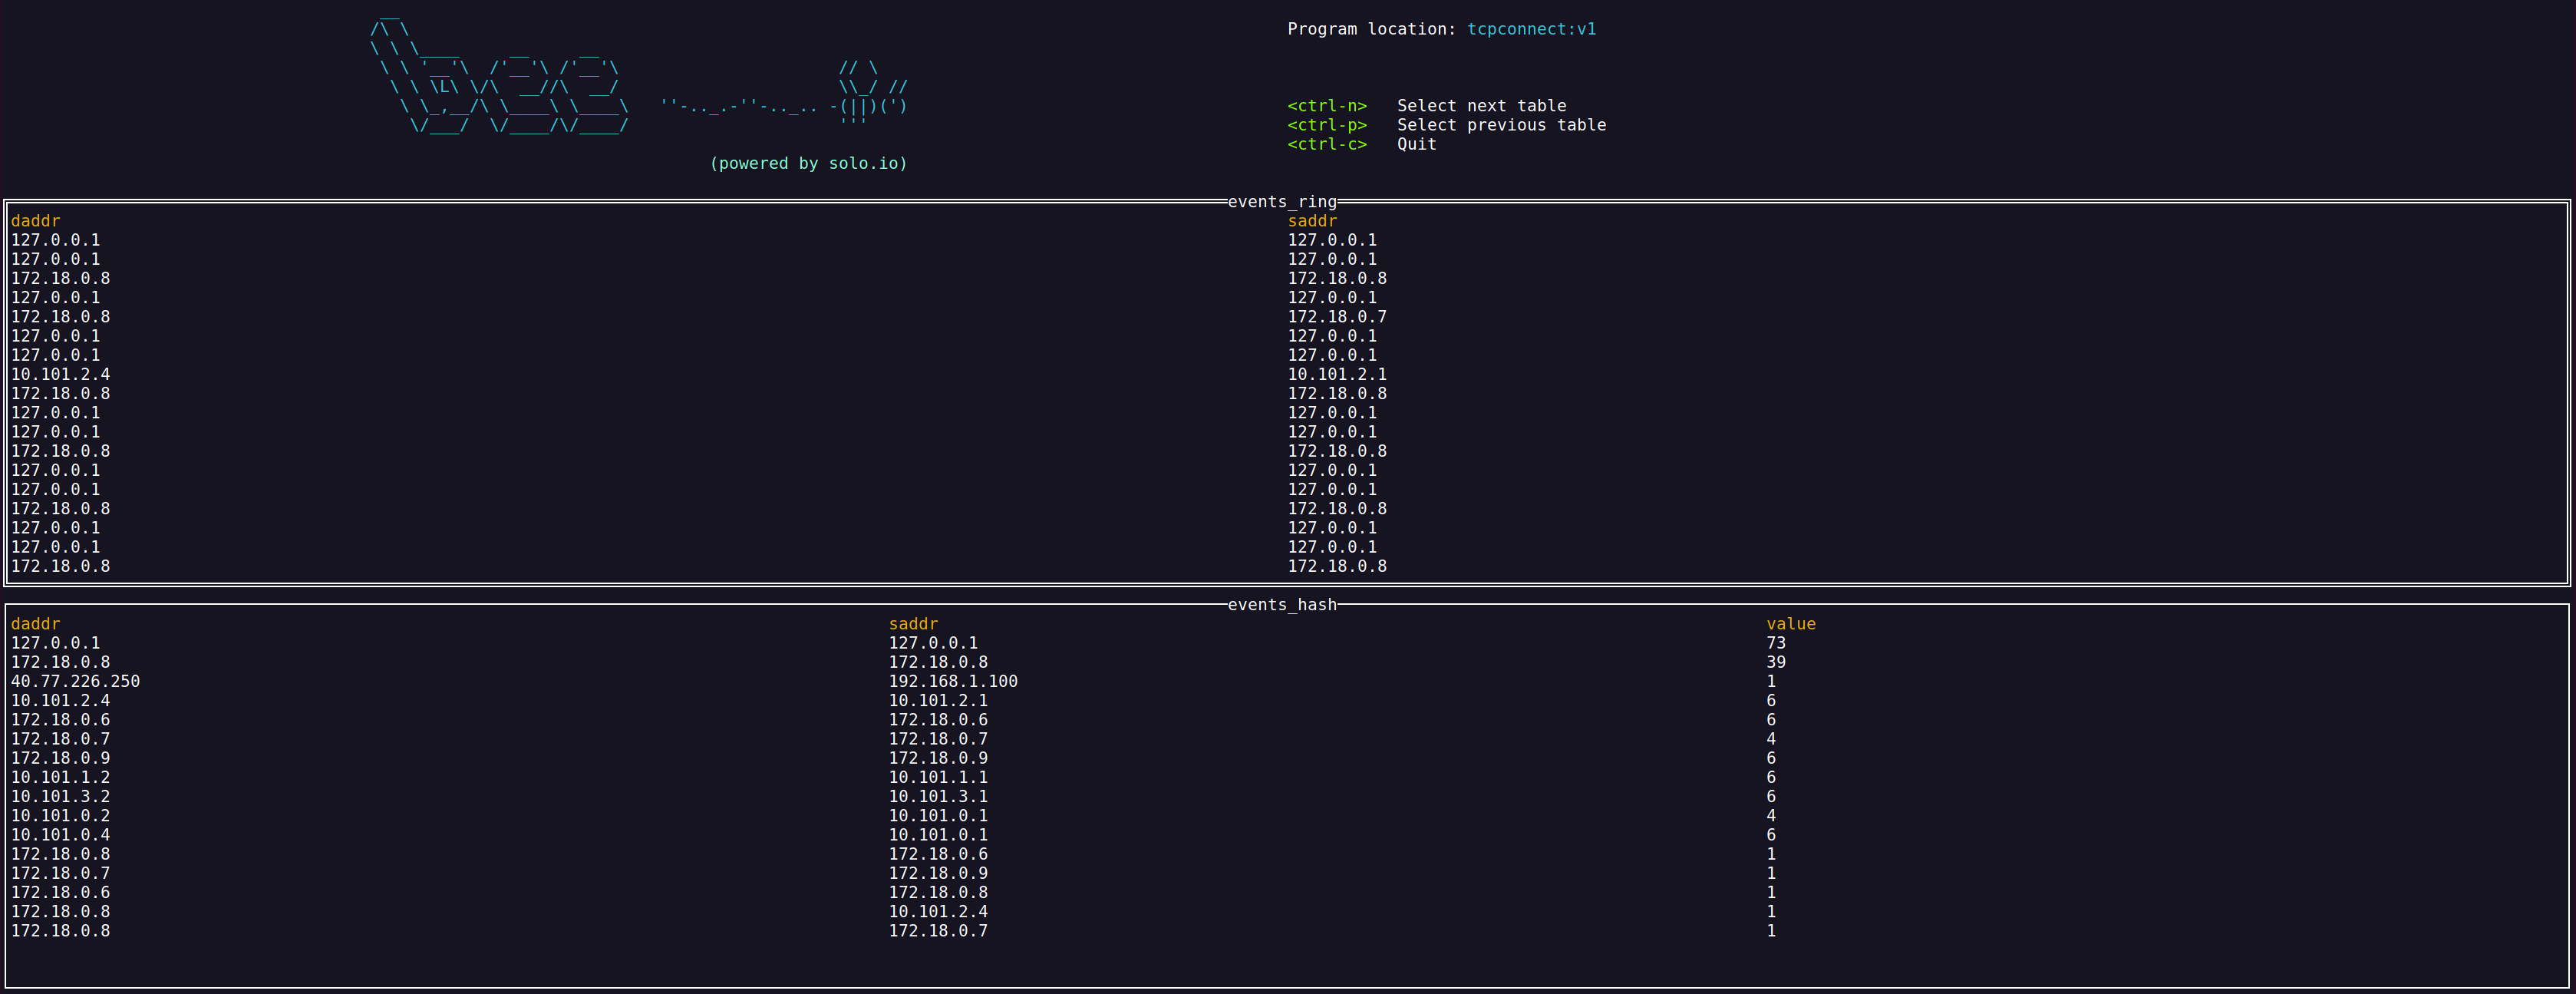 Program location: tcpconnect:v1
<ctrl-n> Select next table
<ctrl-p> Select previous table
<ctrl-c> Quit
bee
(powered by solo.io)
events_ring
daddr saddr
127.0.0.1 127.0.0.1
127.0.0.1 127.0.0.1
172.18.0.8 172.18.0.8
127.0.0.1 127.0.0.1
172.18.0.8 172.18.0.7
127.0.0.1 127.0.0.1
127.0.0.1 127.0.0.1
10.101.2.4 10.101.2.1
172.18.0.8 172.18.0.8
127.0.0.1 127.0.0.1
127.0.0.1 127.0.0.1
172.18.0.8 172.18.0.8
127.0.0.1 127.0.0.1
127.0.0.1 127.0.0.1
172.18.0.8 172.18.0.8
127.0.0.1 127.0.0.1
127.0.0.1 127.0.0.1
172.18.0.8 172.18.0.8
events_hash
daddr saddr value
127.0.0.1 127.0.0.1 73
172.18.0.8 172.18.0.8 39
40.77.226.250 192.168.1.100 1
10.101.2.4 10.101.2.1 6
172.18.0.6 172.18.0.6 6
172.18.0.7 172.18.0.7 4
172.18.0.9 172.18.0.9 6
10.101.1.2 10.101.1.1 6
10.101.3.2 10.101.3.1 6
10.101.0.2 10.101.0.1 4
10.101.0.4 10.101.0.1 6
172.18.0.8 172.18.0.6 1
172.18.0.7 172.18.0.9 1
172.18.0.6 172.18.0.8 1
172.18.0.8 10.101.2.4 1
172.18.0.8 172.18.0.7 1